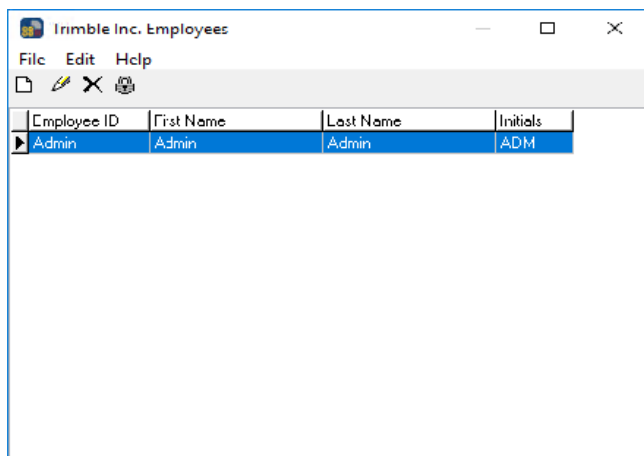 Trimble Inc. Employees
File Edit Help
Employee ID First Name Last Name Initials
Admin Admin Admin ADM